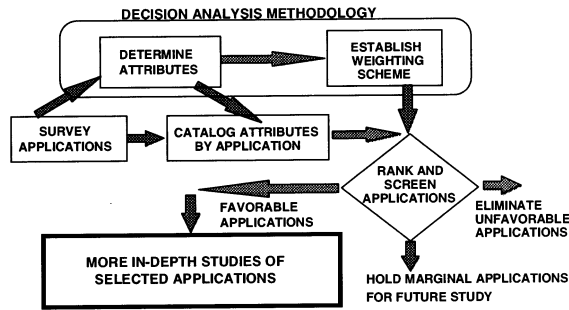 DECISION ANALYSIS METHODOLOGY
DETERMINE
ATTRIBUTES
ESTABLISH
WEIGHTING
SCHEME
SURVEY
APPLICATIONS
CATALOG ATTRIBUTES
BY APPLICATION
RANK AND
SCREEN
APPLICATIONS
FAVORABLE
APPLICATIONS
ELIMINATE
UNFAVORABLE
APPLICATIONS
MORE IN-DEPTH STUDIES OF
SELECTED APPLICATIONS
HOLD MARGINAL APPLICATIONS
FOR FUTURE STUDY